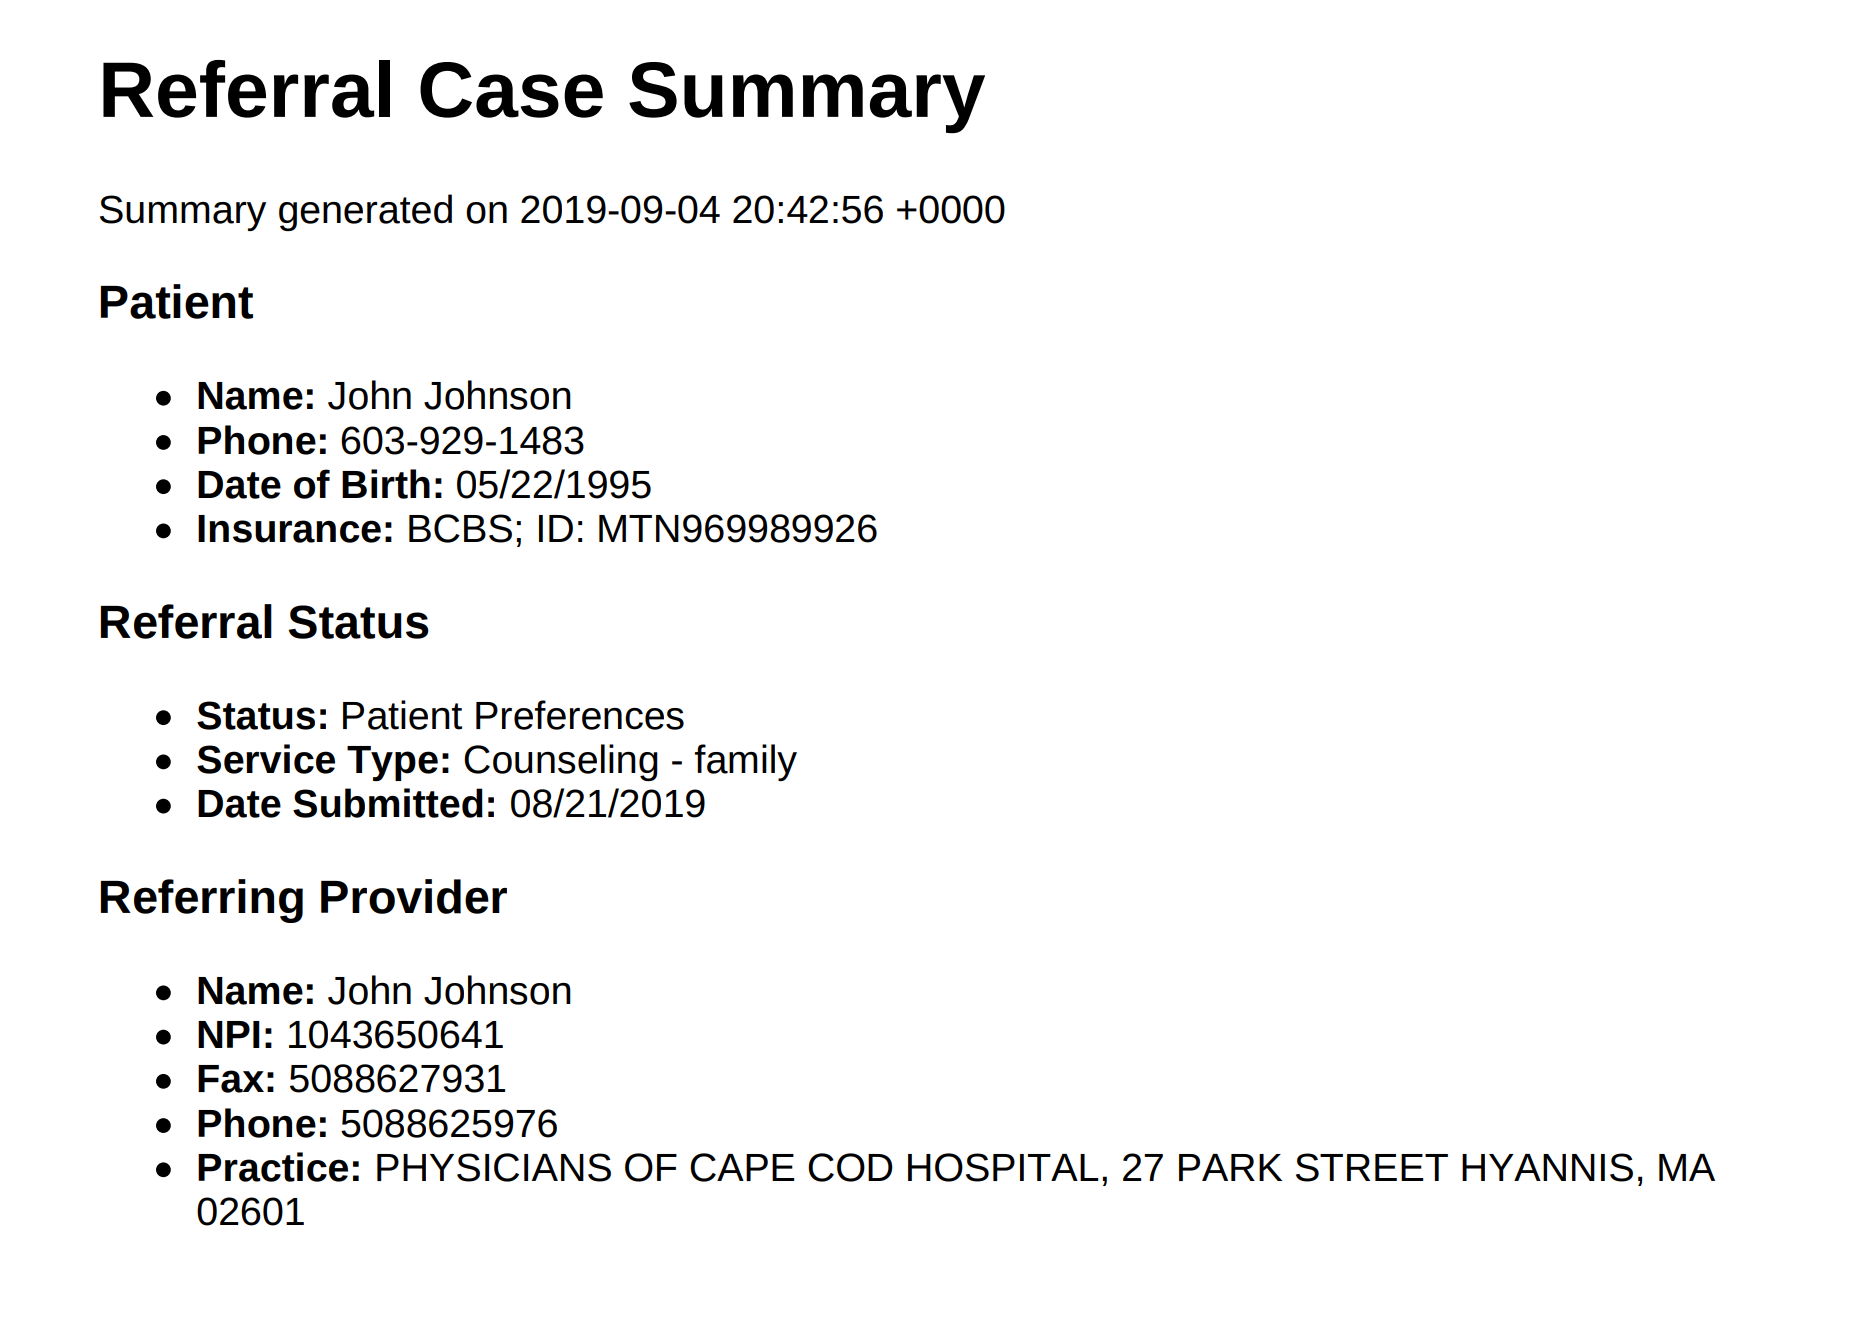 Referral Case Summary
Summary generated on 2019-09-04 20:42:56 +0000
Patient
Name: John Johnson
Phone: 603-929-1483
Date of Birth: 05/22/1995
Insurance: BCBS; ID: MTN969989926
Referral Status
Status: Patient Preferences
Service Type: Counseling - family
Date Submitted: 08/21/2019
Referring Provider
Name: John Johnson
NPI: 1043650641
Fax: 5088627931
Phone: 5088625976
Practice: PHYSICIANS OF CAPE COD HOSPITAL, 27 PARK STREET HYANNIS, MA
02601